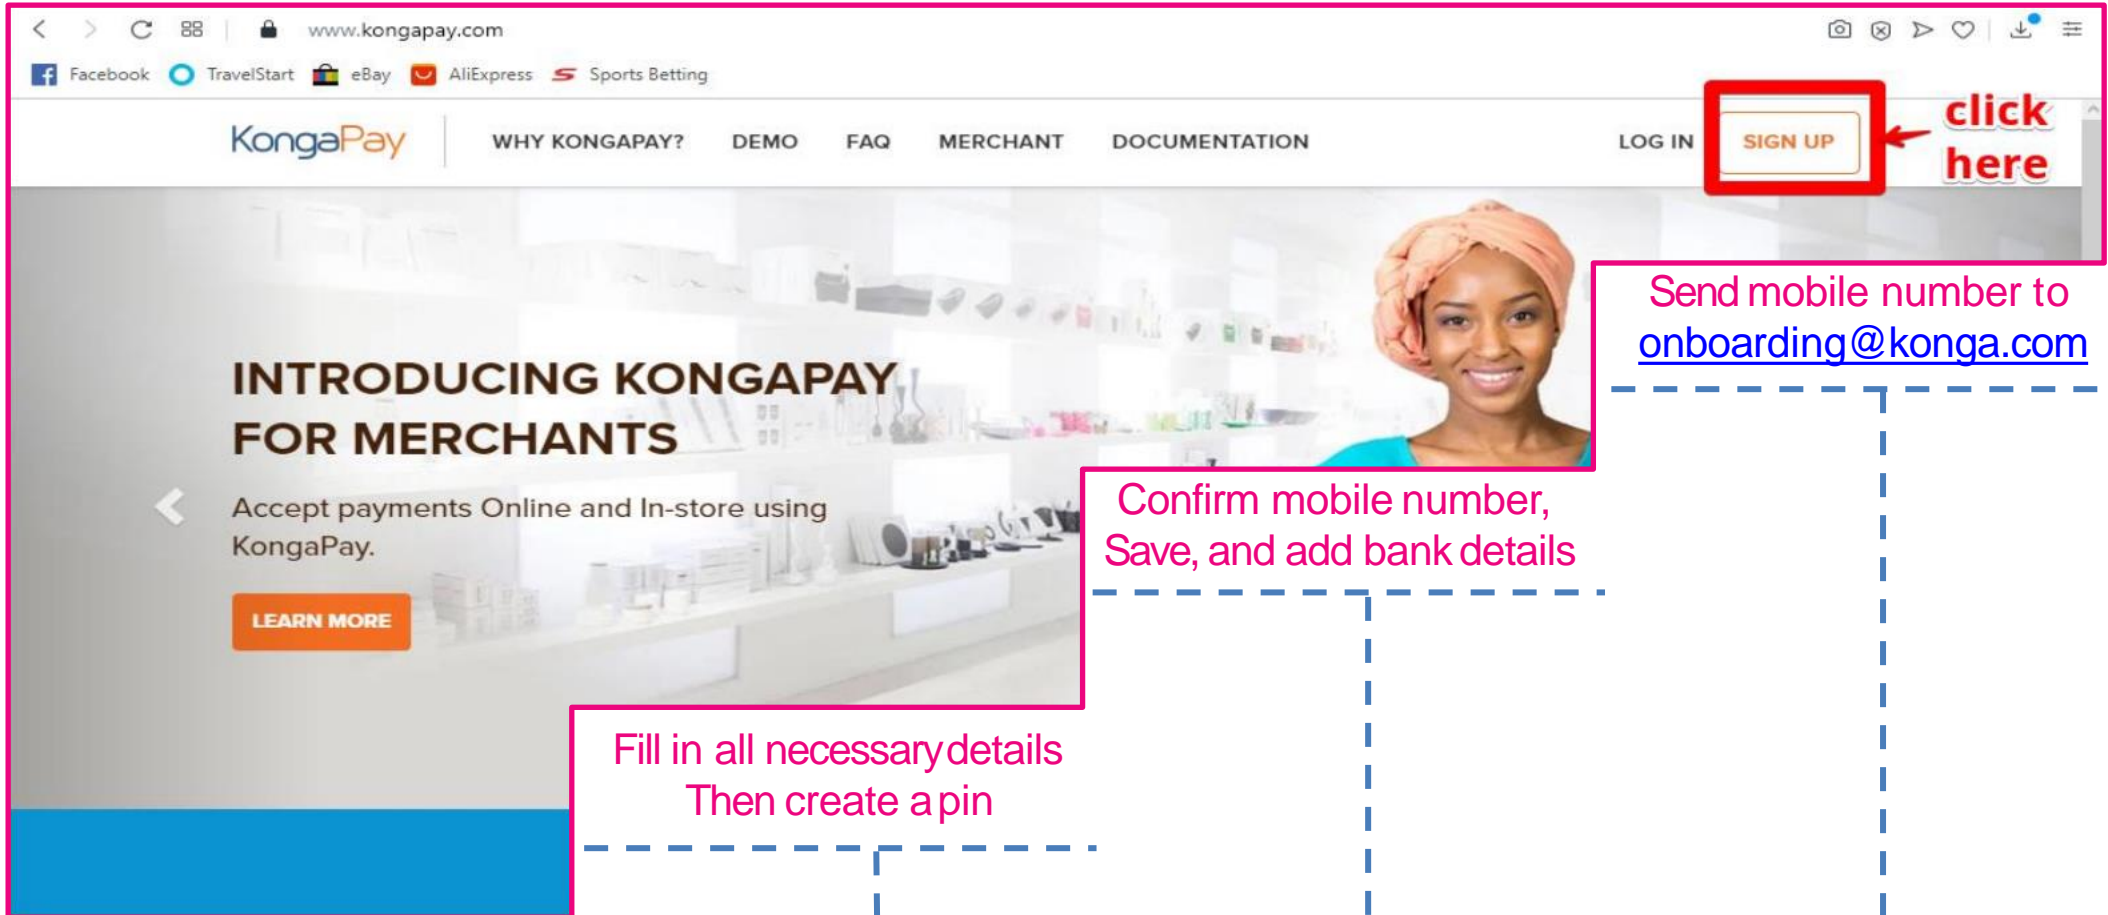 www.kongapay.com
Facebook TravelStart eBay AliExpress Sports Betting
KongaPay WHY KONGAPAY? DEMO FAQ MERCHANT DOCUMENTATION LOG IN SIGN UP
click
here
Send mobile number to
onboarding@konga.com
INTRODUCING KONGAPAY
FOR MERCHANTS
Accept payments Online and In-store using
KongaPay.
LEARN MORE
Confirm mobile number,
Save, and add bank details
Fill in all necessary details
Then create a pin